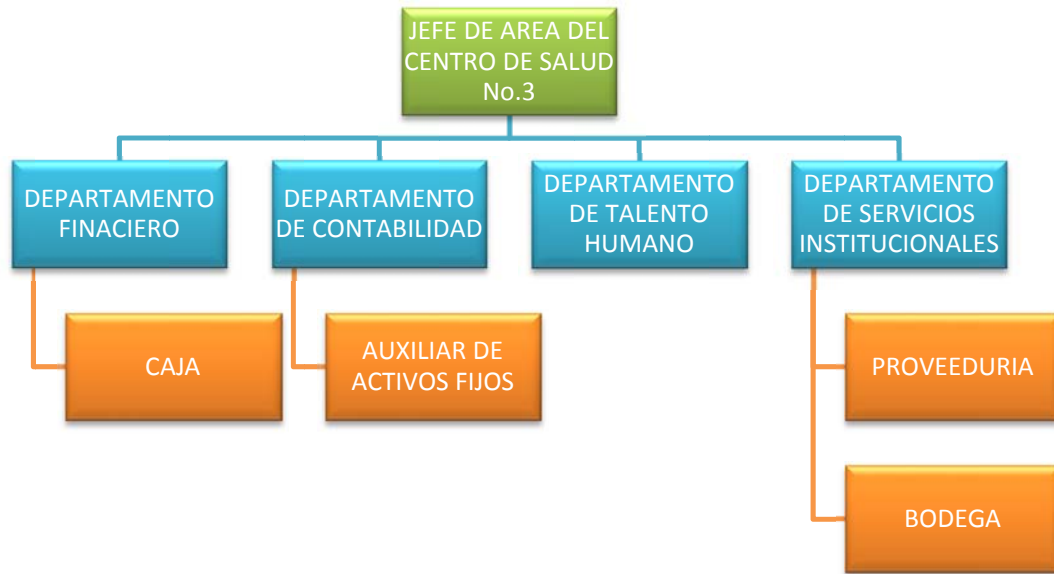 JEFE DE AREA DEL
CENTRO DE SALUD
No.3
DEPARTAMENTO
FINACIERO
DEPARTAMENTO
DE CONTABILIDAD
DEPARTAMENTO
DE TALENTO
HUMANO
DEPARTAMENTO
DE SERVICIOS
INSTITUCIONALES
CAJA
AUXILIAR DE
ACTIVOS FIJOS
PROVEEDURIA
BODEGA